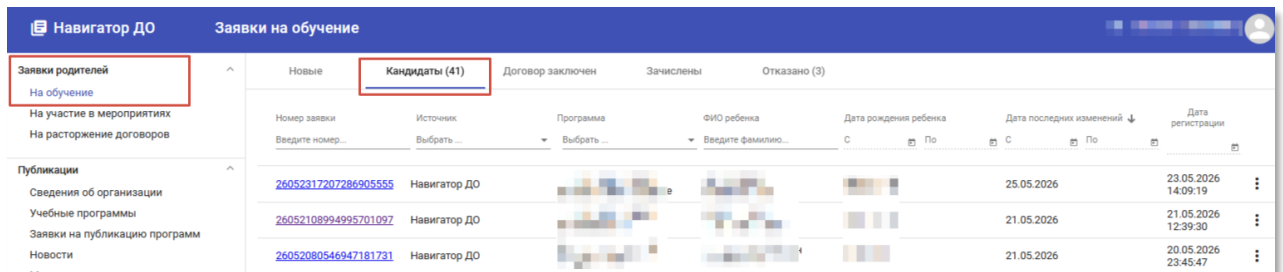 Навигатор ДО
Заявки на обучение
Заявки родителей
На обучение
На участие в мероприятиях
На расторжение договоров
Публикации
Сведения об организации
Учебные программы
Заявки на публикацию программ
Новости
Новые Кандидаты (41) Договор заключен Зачислены Отказано (3)
Номер заявки Источник Программа ФИО ребенка Дата рождения ребенка Дата последних изменений Дата регистрации
Введите номер... Выбрать ... Выбрать ... Введите фамилию... С По С По
26052317207286905555 Навигатор ДО 25.05.2026 23.05.2026 14:09:19
26052108994995701097 Навигатор ДО 21.05.2026 21.05.2026 12:39:30
26052080546947181731 Навигатор ДО 21.05.2026 20.05.2026 23:45:47